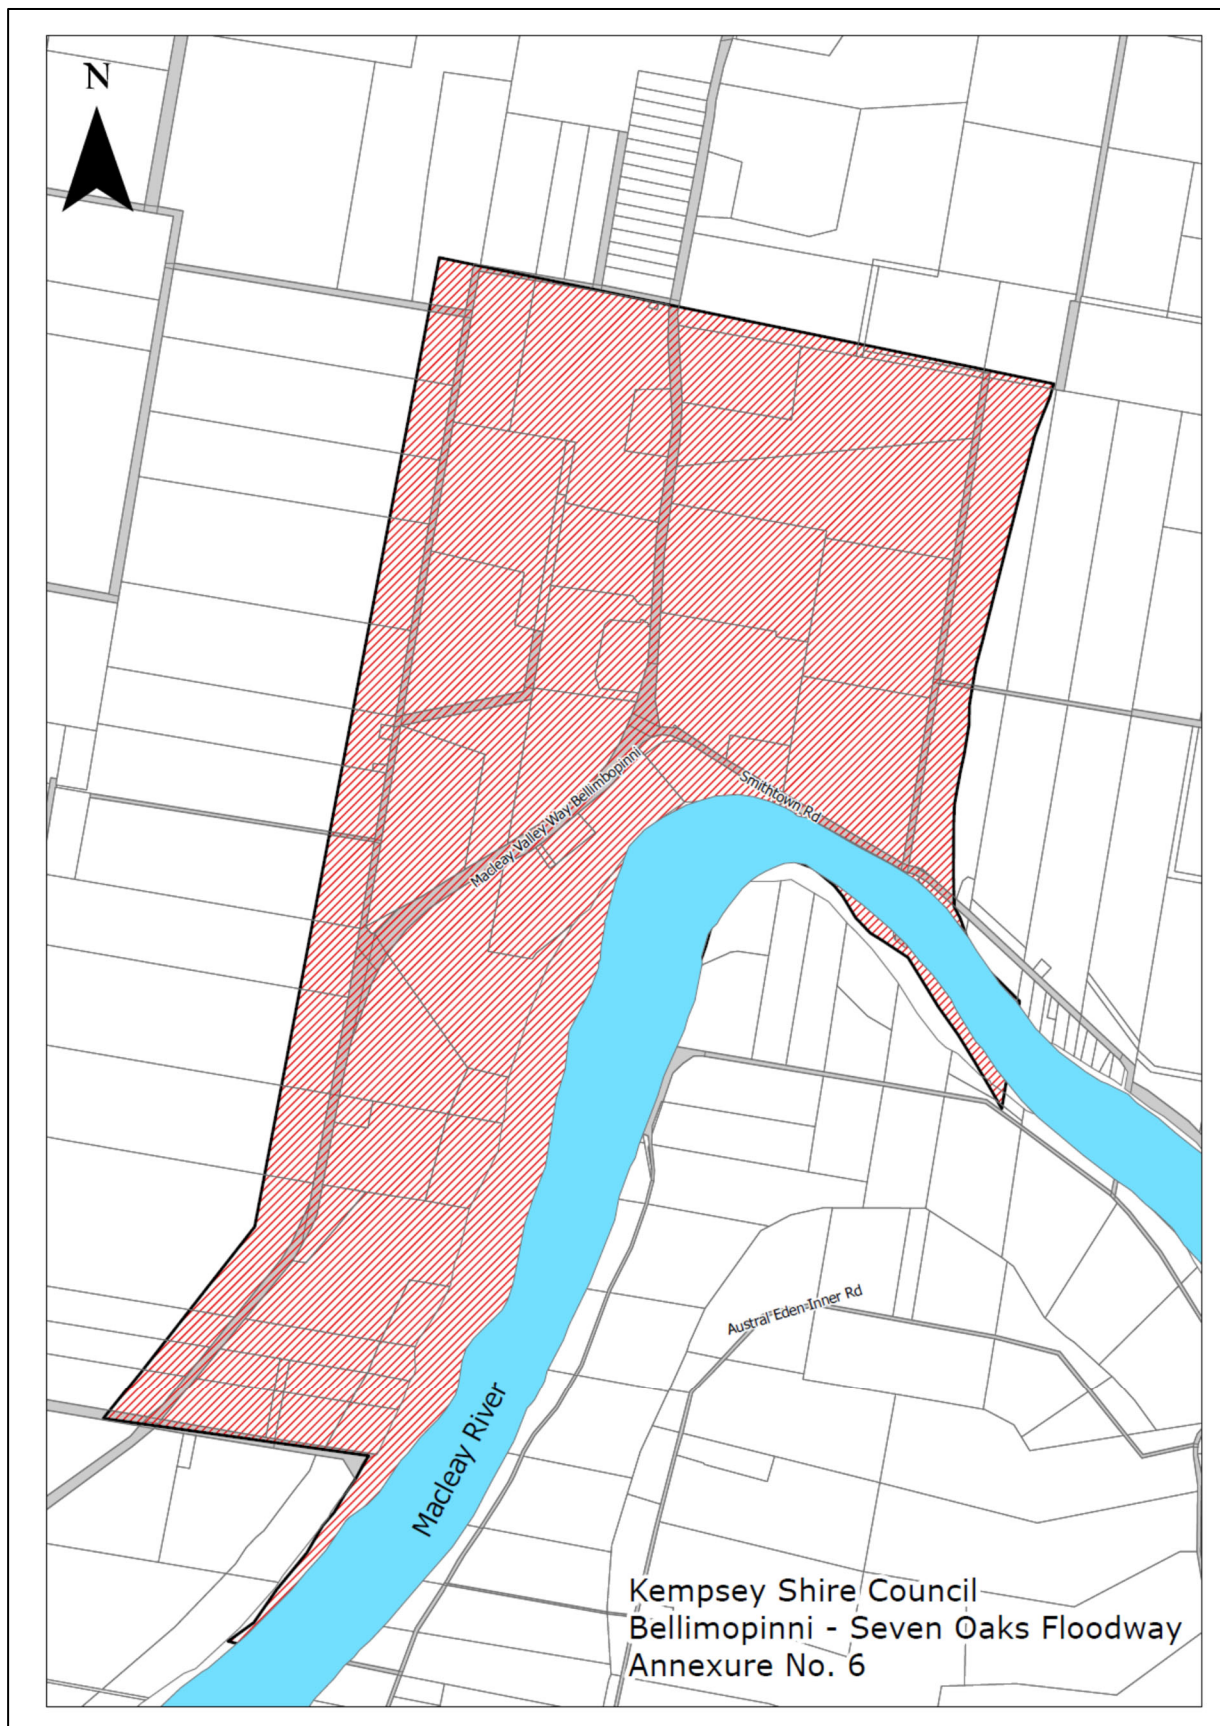 N
Macleay Valley Way Bellimbopinni
Smithtown Rd
Austral Eden Inner Rd
Macleay River
Kempsey Shire Council
Bellimopinni - Seven Oaks Floodway
Annexure No. 6